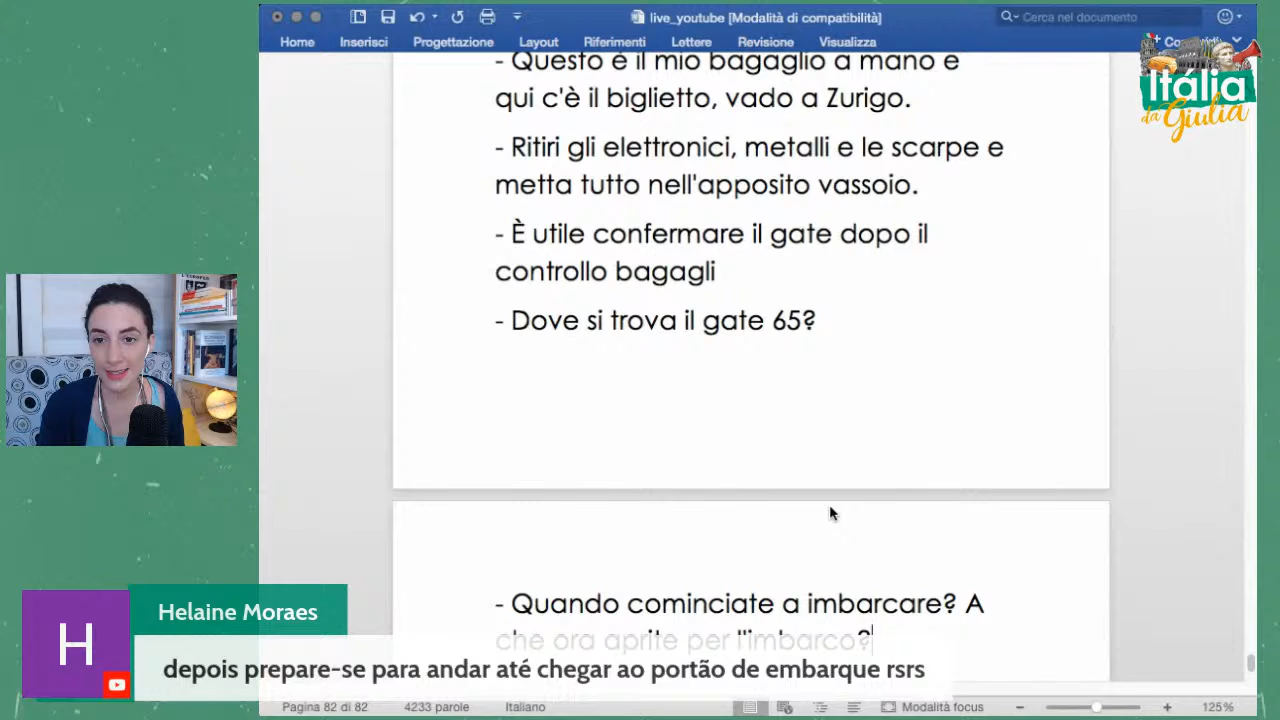 live_youtube [Modalità di compatibilità]
Cerca nel documento
Home Inserisci Progettazione Layout Riferimenti Lettere Revisione Visualizza
Itália
da Giulia
- Questo è il mio bagaglio a mano e
qui c'è il biglietto, vado a Zurigo.
- Ritiri gli elettronici, metalli e le scarpe e
metta tutto nell'apposito vassoio.
- È utile confermare il gate dopo il
controllo bagagli
- Dove si trova il gate 65?
- Quando cominciate a imbarcare? A
che ora aprite per l'imbarco?
H
Helaine Moraes
depois prepare-se para andar até chegar ao portão de embarque rsrs
Pagina 82 di 82 4233 parole Italiano Modalità focus 125%